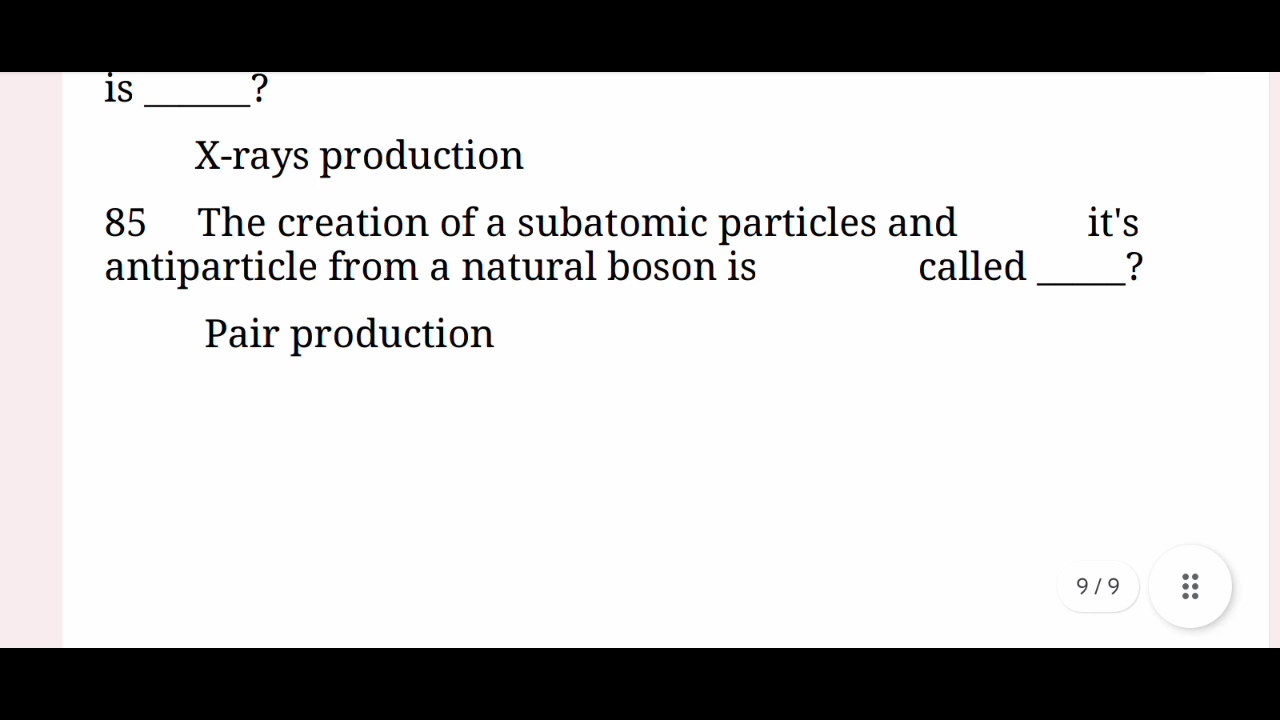 is ______?
X-rays production
85 The creation of a subatomic particles and it's
antiparticle from a natural boson is called _____?
Pair production
9 / 9